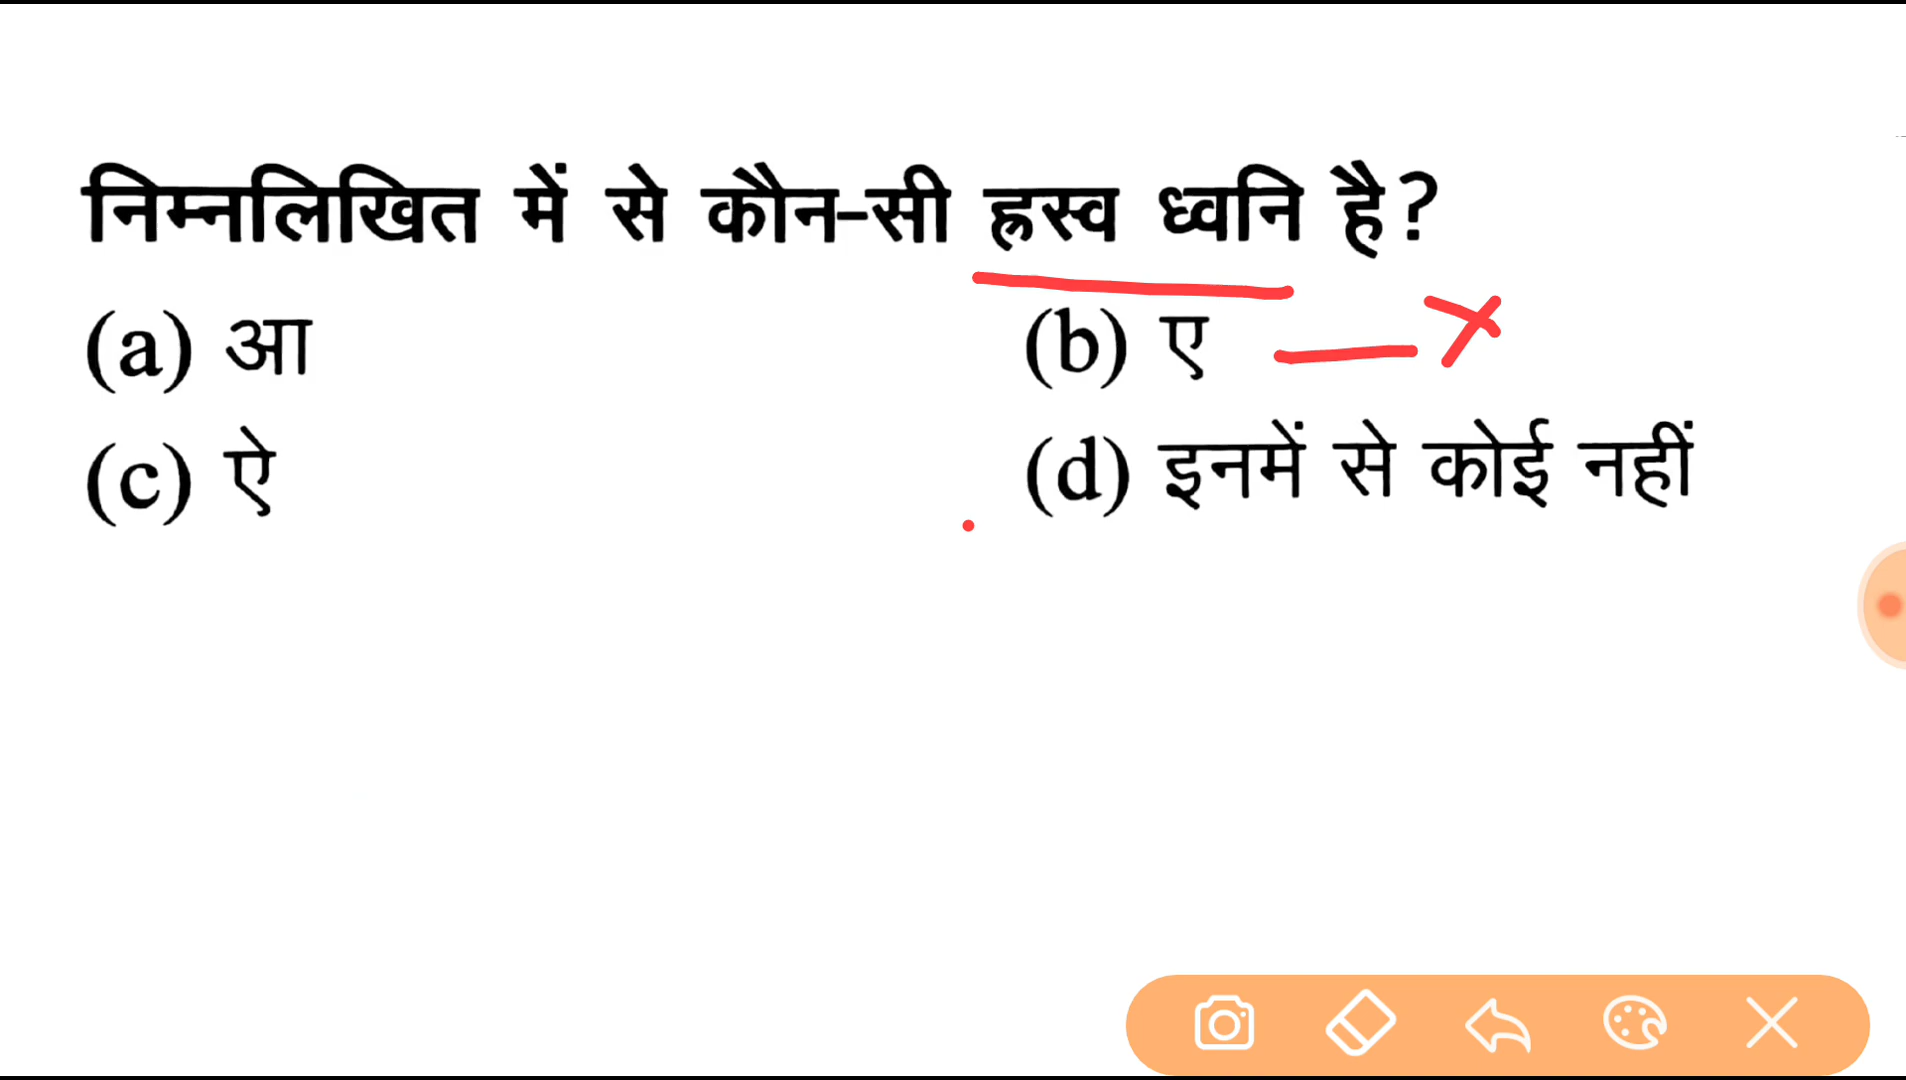 निम्नलिखित में से कौन-सी ह्रस्व ध्वनि है?
(a) आ (b) ए
(c) ऐ (d) इनमें से कोई नहीं